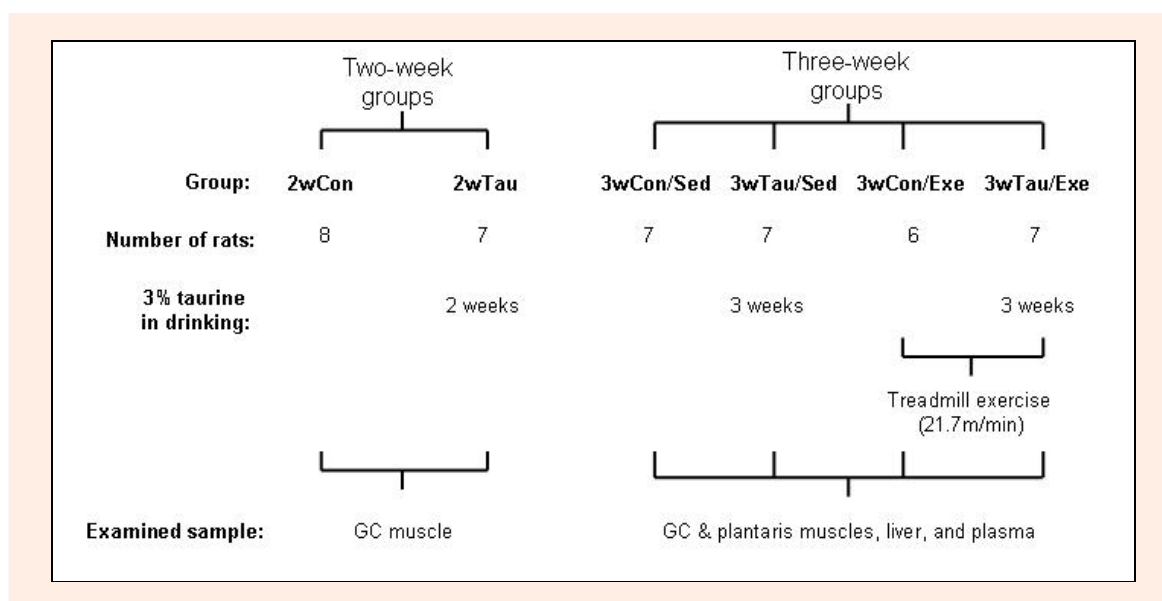 Two-week
groups
Three-week
groups
Group: 2wCon 2wTau 3wCon/Sed 3wTau/Sed 3wCon/Exe 3wTau/Exe
Number of rats: 8 7 7 7 6 7
3% taurine
in drinking: 2 weeks 3 weeks 3 weeks
Treadmill exercise
(21.7m/min)
Examined sample: GC muscle GC & plantaris muscles, liver, and plasma